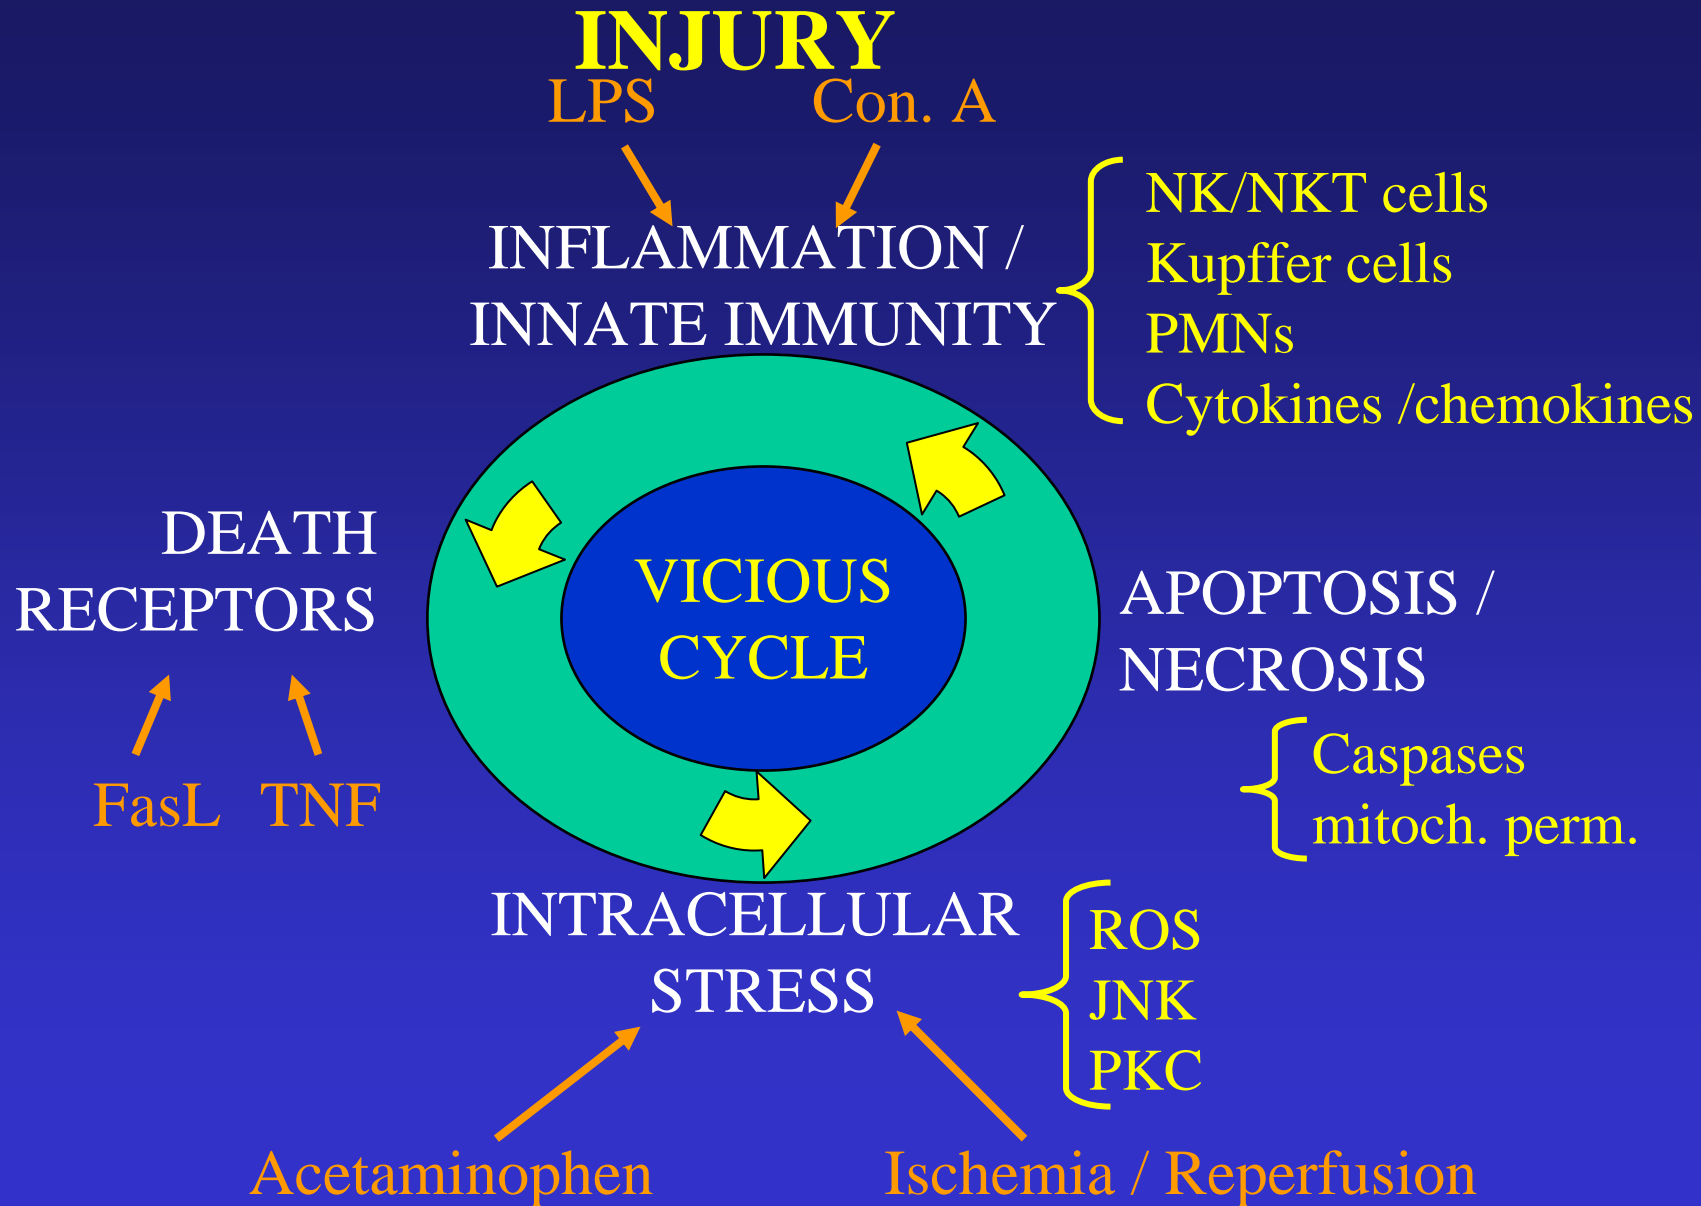 INJURY
LPS Con. A
INFLAMMATION /
INNATE IMMUNITY
NK/NKT cells
Kupffer cells
PMNs
Cytokines /chemokines
DEATH
RECEPTORS
VICIOUS
CYCLE
APOPTOSIS /
NECROSIS
Caspases
mitoch. perm.
FasL TNF
INTRACELLULAR
STRESS
ROS
JNK
PKC
Acetaminophen
Ischemia / Reperfusion